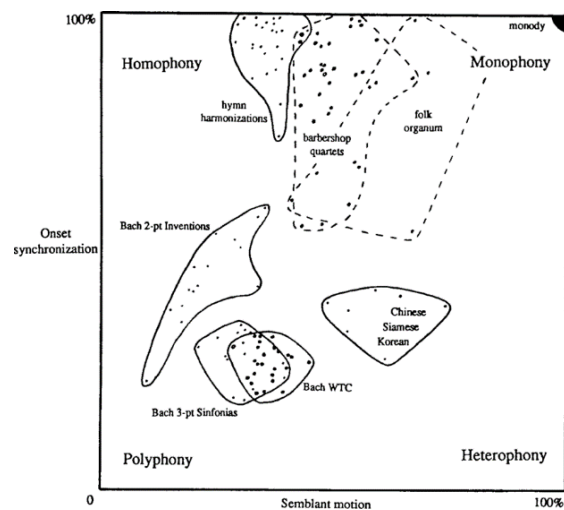 100%
monody
Homophony
Monophony
hymn
harmonizations
folk
organum
barbershop
quartets
Bach 2-pt Inventions
Onset
synchronization
Chinese
Siamese
Korean
Bach WTC
Bach 3-pt Sinfonias
Polyphony
Heterophony
0
Semblant motion
100%